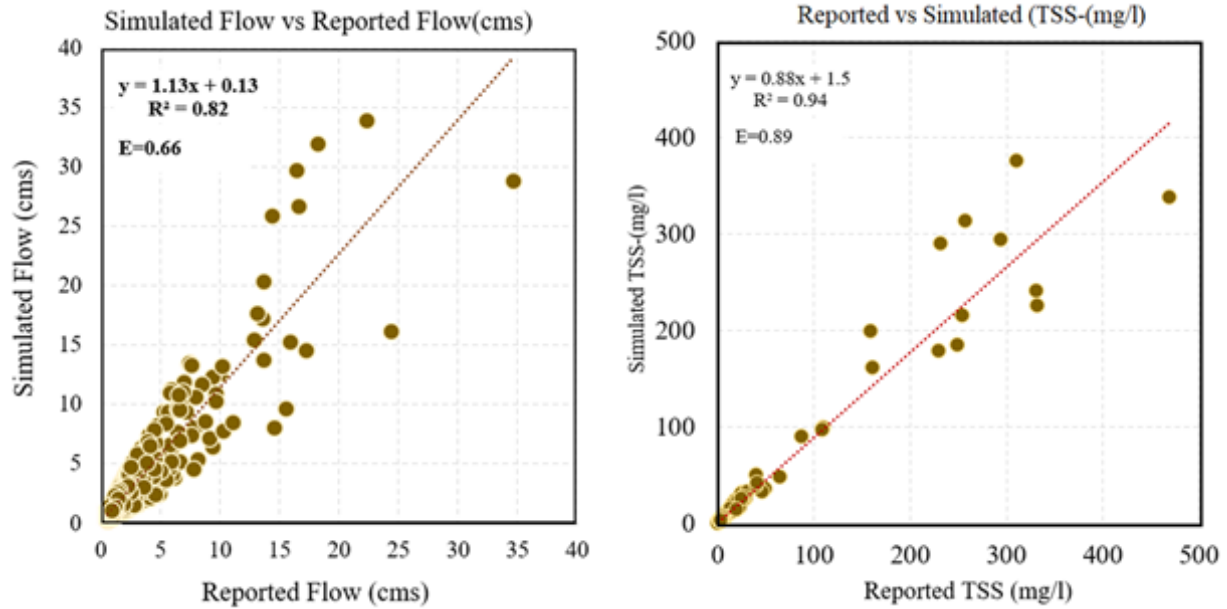 Simulated Flow vs Reported Flow(cms)
40
35
30
25
20
15
10
5
0
y = 1.13x + 0.13
R² = 0.82
E=0.66
Simulated Flow (cms)
0 5 10 15 20 25 30 35 40
Reported Flow (cms)
Reported vs Simulated (TSS-(mg/l)
500
400
300
200
100
0
y = 0.88x + 1.5
R² = 0.94
E=0.89
Simulated TSS-(mg/l)
0 100 200 300 400 500
Reported TSS (mg/l)